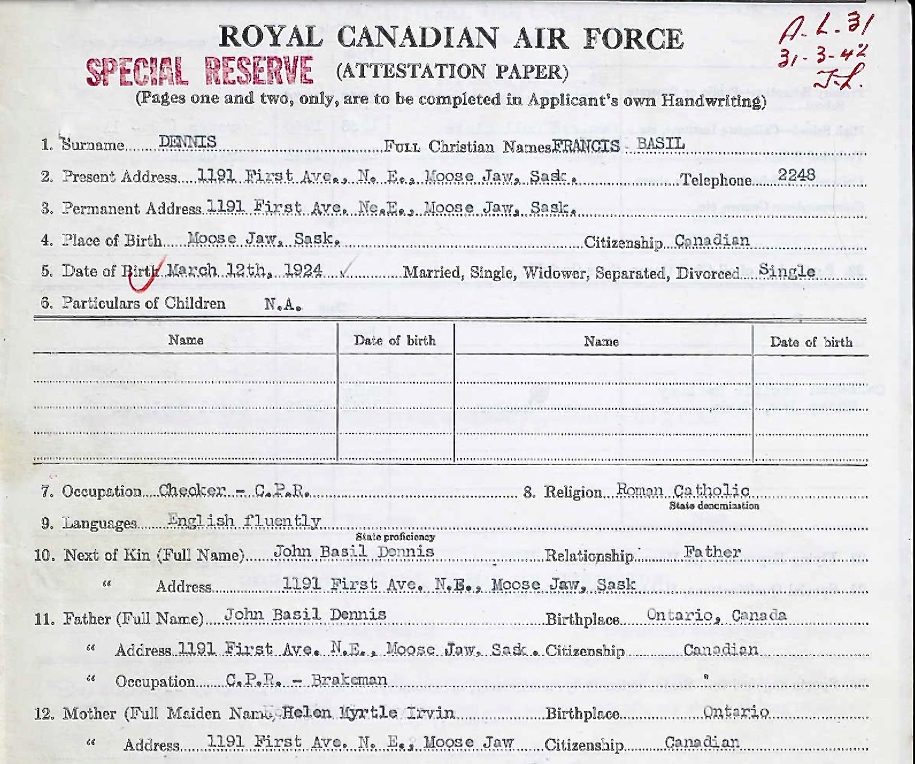 ROYAL CANADIAN AIR FORCE
A.L.31
31-3-42
J.L.
SPECIAL RESERVE (ATTESTATION PAPER)
(Pages one and two, only, are to be completed in Applicant's own Handwriting)
1. Surname DENNIS FULL Christian Names FRANCIS BASIL
2. Present Address 1191 First Ave., N. E., Moose Jaw, Sask. Telephone 2248
3. Permanent Address 1191 First Ave. Ne.E., Moose Jaw, Sask.
4. Place of Birth Moose Jaw, Sask. Citizenship Canadian
5. Date of Birth March 12th, 1924 Married, Single, Widower, Separated, Divorced Single
6. Particulars of Children N.A.
Name Date of birth Name Date of birth
7. Occupation Checker - C.P.R. 8. Religion Roman Catholic
State denomination
9. Languages English fluently
State proficiency
10. Next of Kin (Full Name) John Basil Dennis Relationship Father
" Address 1191 First Ave. N.E., Moose Jaw, Sask
11. Father (Full Name) John Basil Dennis Birthplace Ontario, Canada
" Address 1191 First Ave. N.E., Moose Jaw, Sask. Citizenship Canadian
" Occupation C.P.R. - Brakeman "
12. Mother (Full Maiden Name) Helen Myrtle Irvin Birthplace Ontario
" Address 1191 First Ave. N. E., Moose Jaw Citizenship Canadian